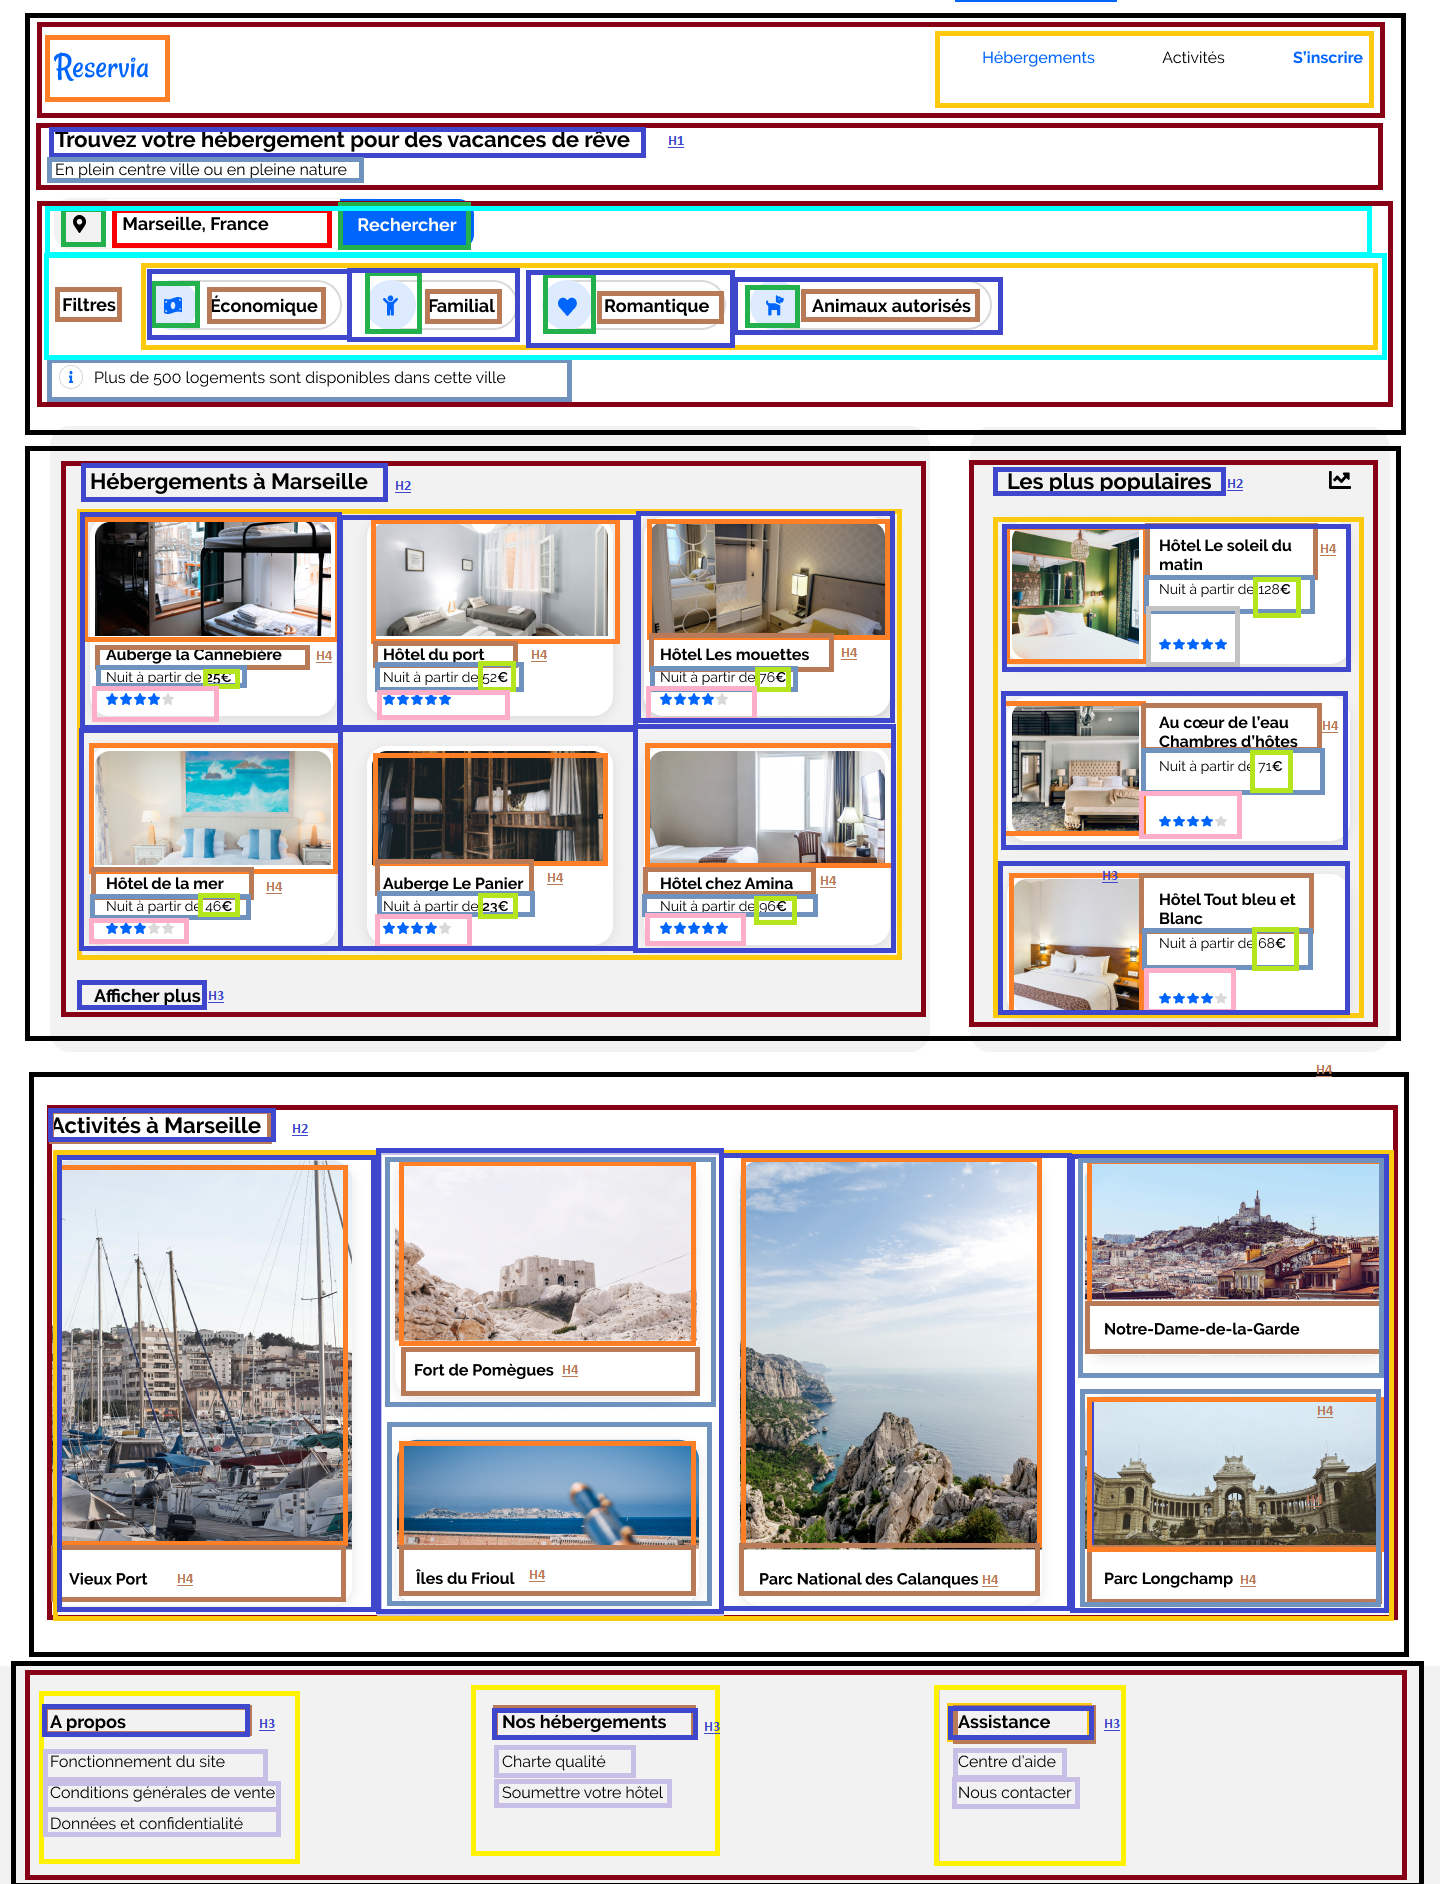 Reservia
Hébergements Activités S'inscrire
Trouvez votre hébergement pour des vacances de rêve H1
En plein centre ville ou en pleine nature
Marseille, France Rechercher
Filtres Économique Familial Romantique Animaux autorisés
Plus de 500 logements sont disponibles dans cette ville
Hébergements à Marseille H2
Auberge la Cannebière H4
Nuit à partir de 25€
Hôtel du port H4
Nuit à partir de 52€
Hôtel Les mouettes H4
Nuit à partir de 76€
Hôtel de la mer H4
Nuit à partir de 46€
Auberge Le Panier H4
Nuit à partir de 23€
Hôtel chez Amina H4
Nuit à partir de 96€
Afficher plus H3
Les plus populaires H2
Hôtel Le soleil du H4
matin
Nuit à partir de 128€
Au cœur de l'eau H4
Chambres d'hôtes
Nuit à partir de 71€
H3
Hôtel Tout bleu et
Blanc
Nuit à partir de 68€
H4
Activités à Marseille H2
Vieux Port H4
Fort de Pomègues H4
Îles du Frioul H4
Parc National des Calanques H4
Notre-Dame-de-la-Garde
H4
Parc Longchamp H4
A propos H3
Fonctionnement du site
Conditions générales de vente
Données et confidentialité
Nos hébergements H3
Charte qualité
Soumettre votre hôtel
Assistance H3
Centre d'aide
Nous contacter